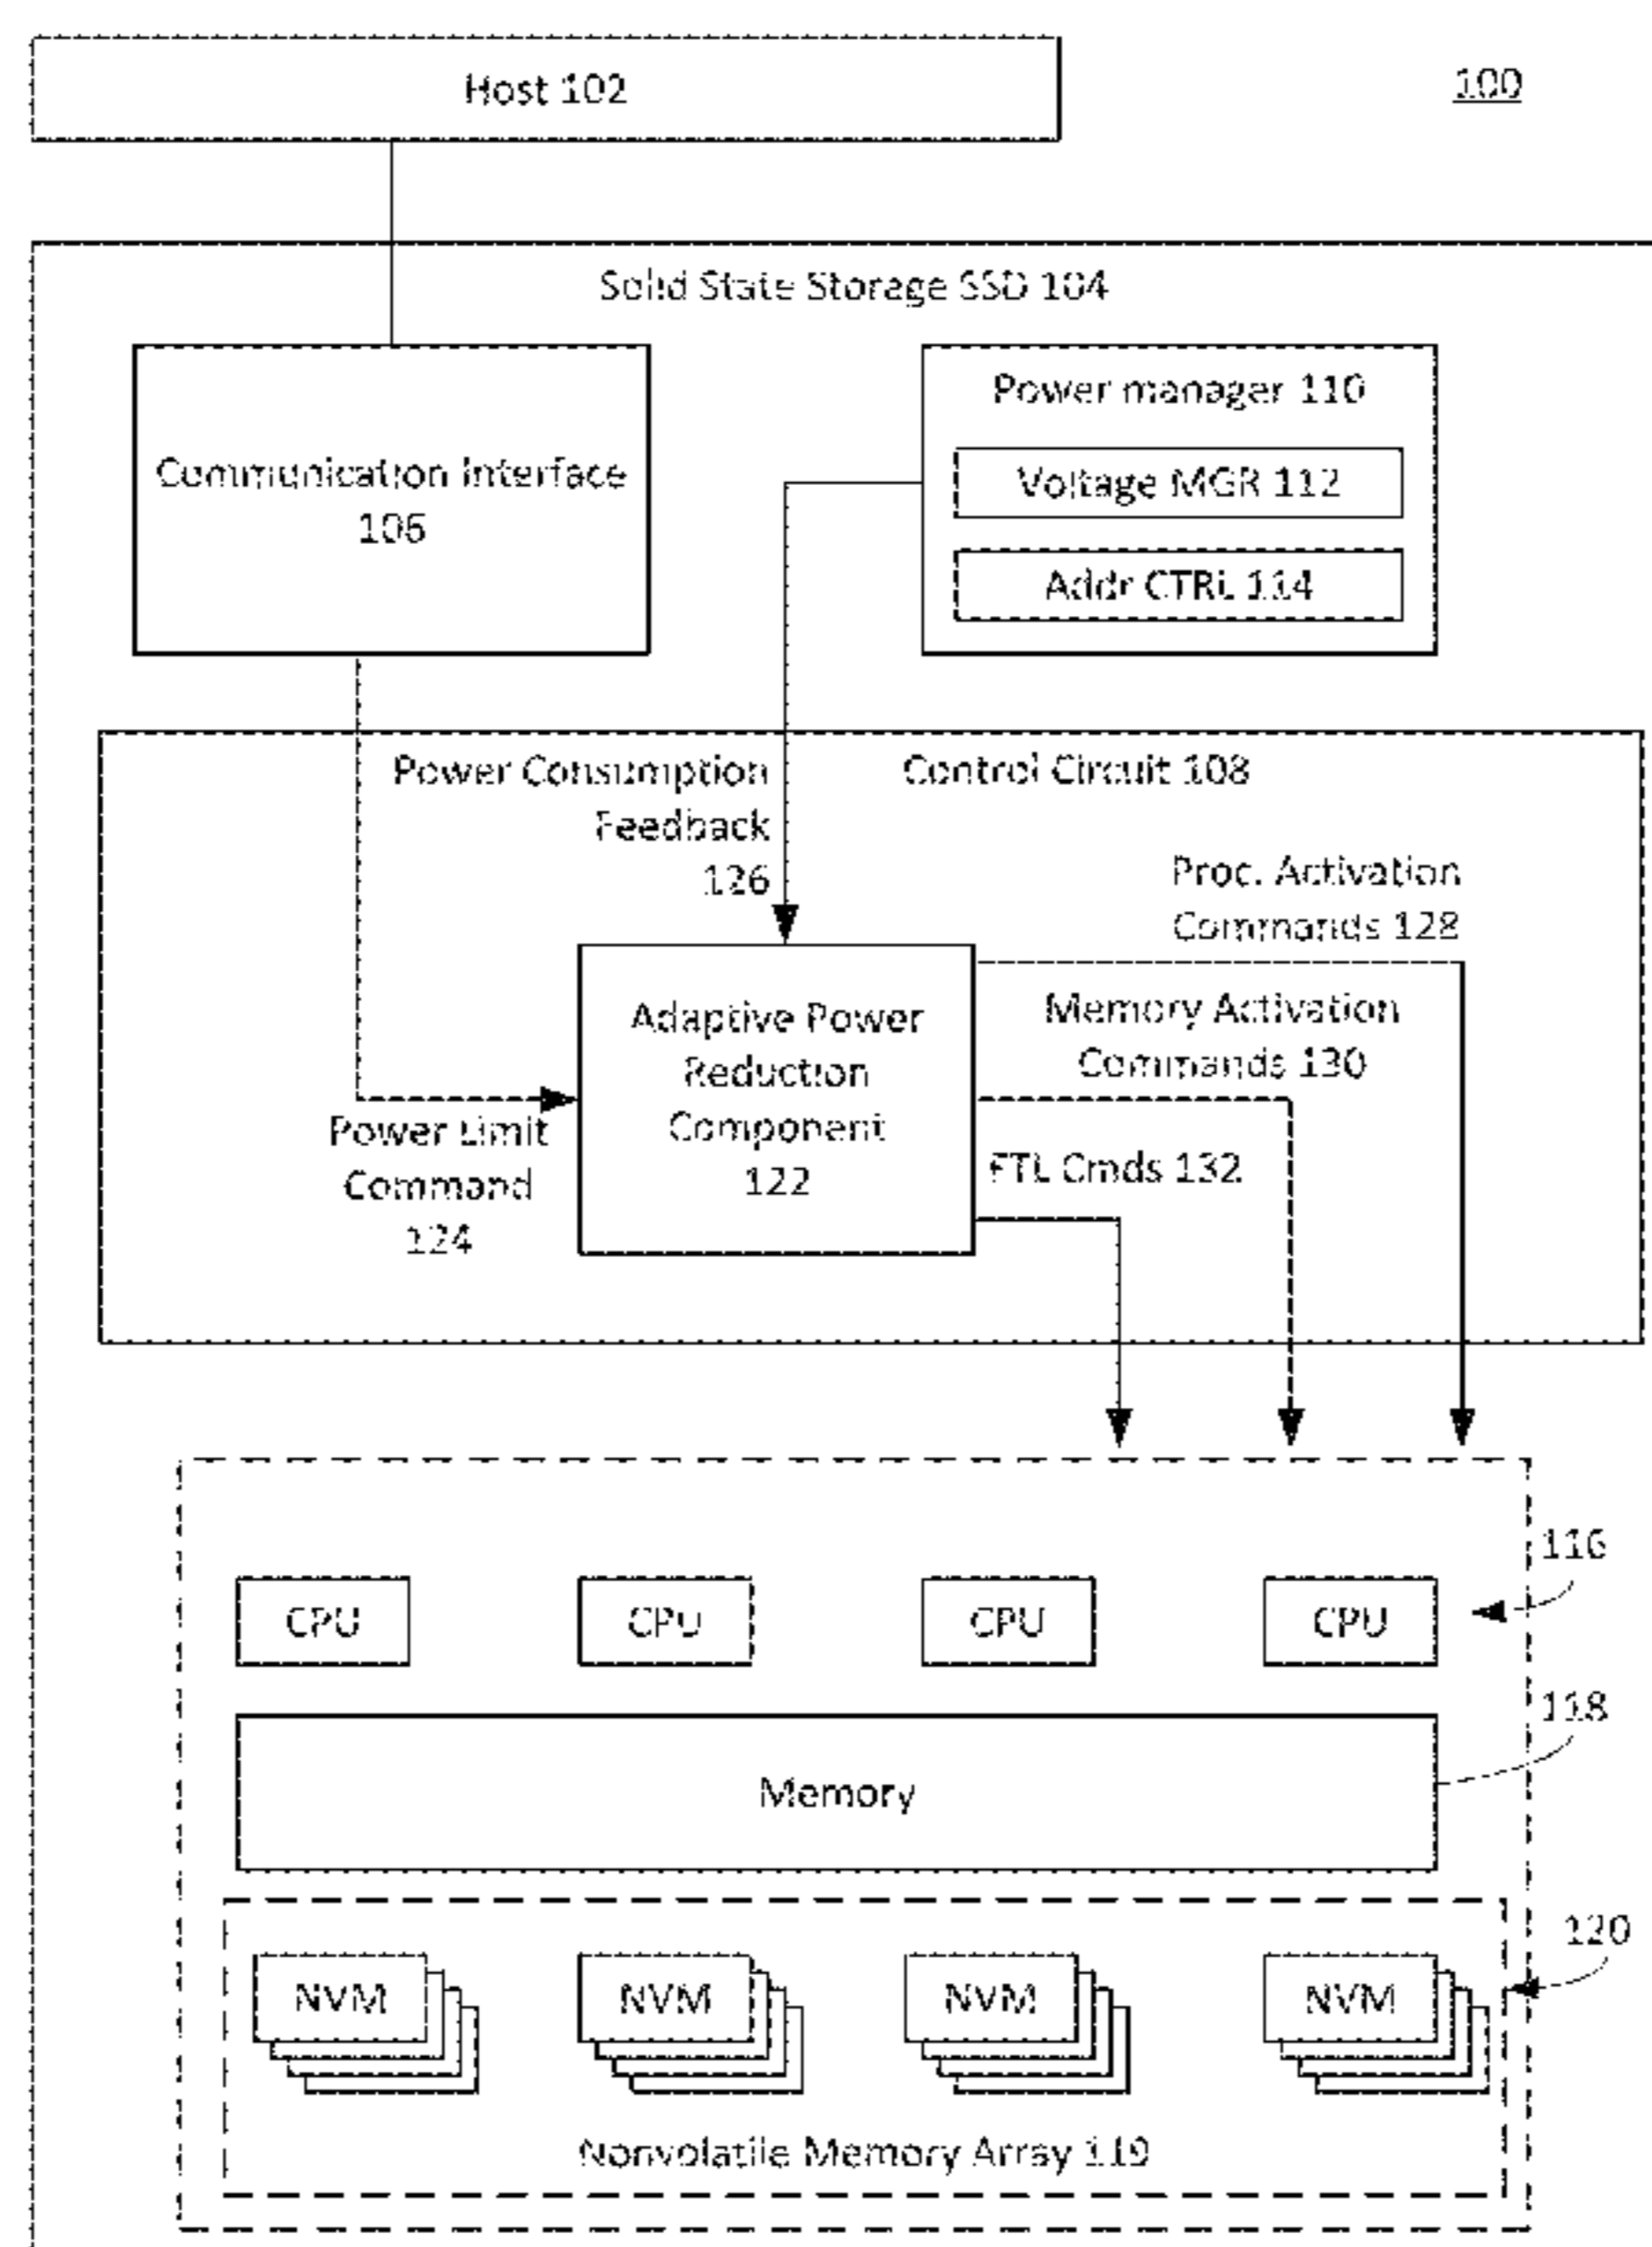 Host 102
100
Solid State Storage SSD 104
Communication Interface
106
Power manager 110
Voltage MGR 112
Addr CTRL 114
Power Consumption
Feedback
126
Control Circuit 108
Proc. Activation
Commands 128
Adaptive Power
Reduction
Component
122
Memory Activation
Commands 130
Power Limit
Command
124
FTL Cmds 132
116
CPU
CPU
CPU
CPU
118
Memory
120
NVM
NVM
NVM
NVM
Nonvolatile Memory Array 119